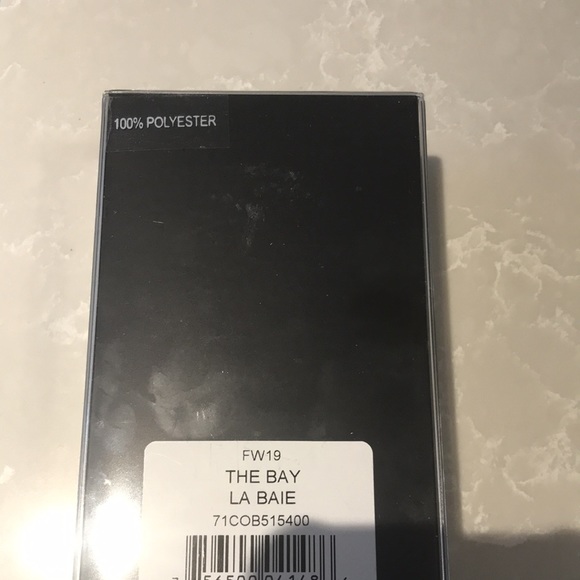 100% POLYESTER
FW19
THE BAY
LA BAIE
71COB515400